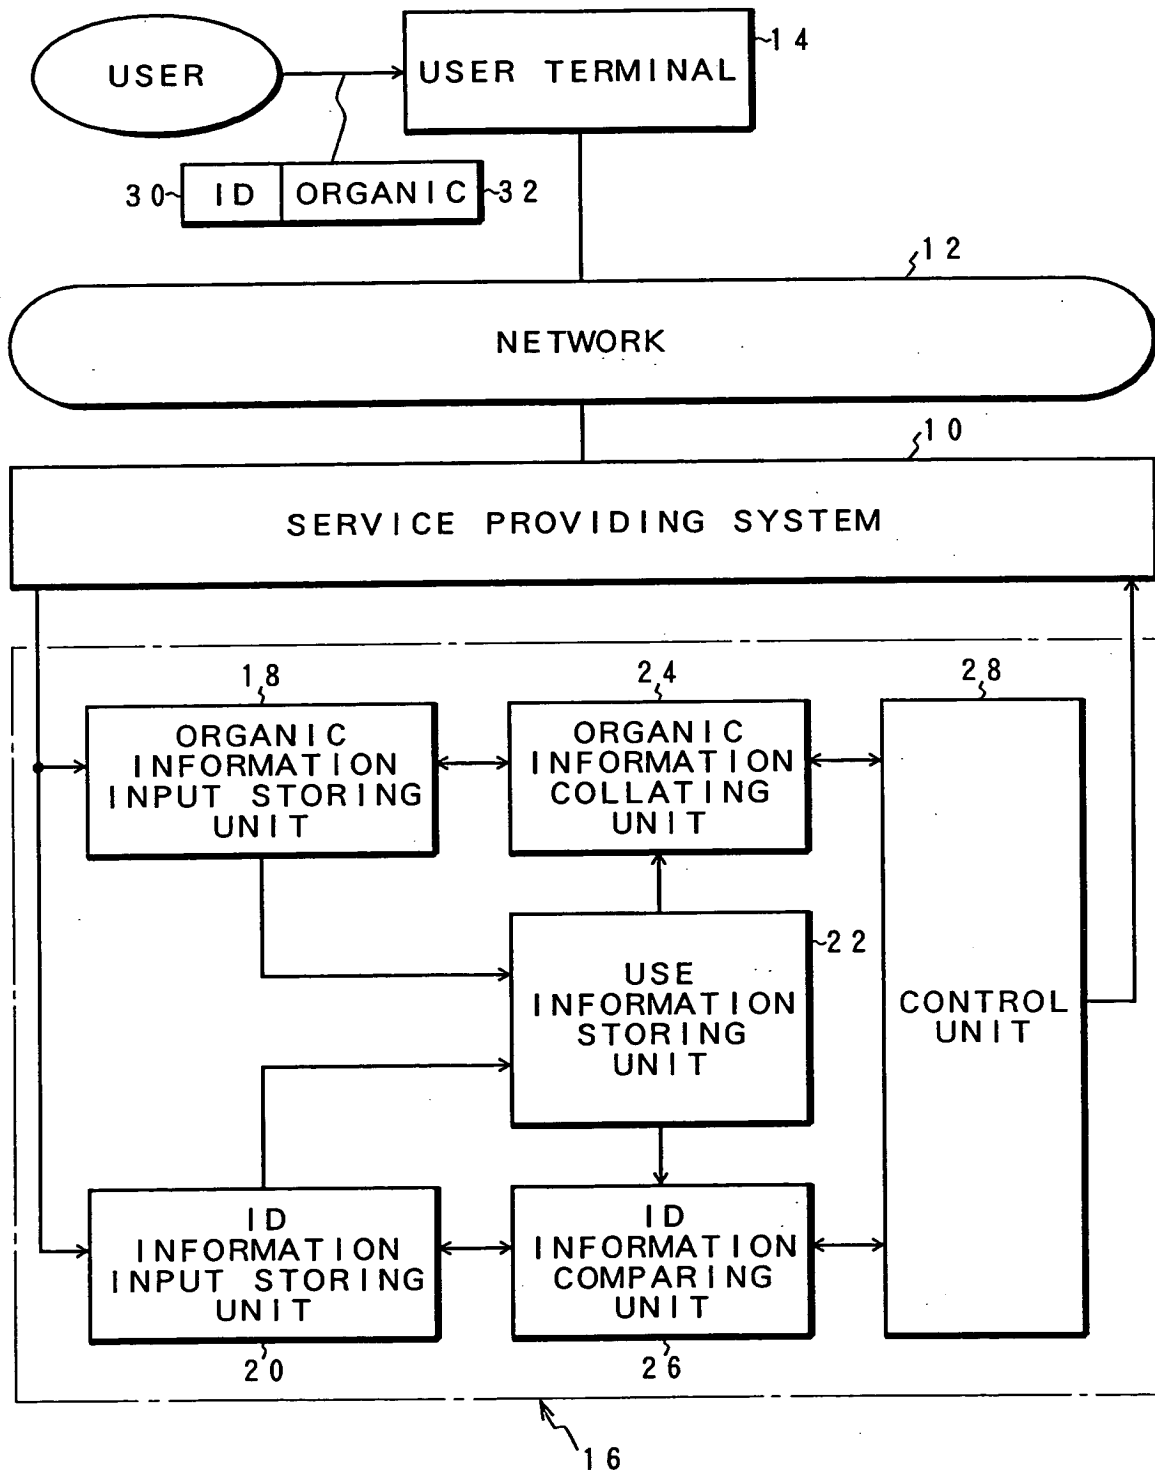 USER
USER TERMINAL
14
30
ID
ORGANIC
32
12
NETWORK
10
SERVICE PROVIDING SYSTEM
18
ORGANIC
INFORMATION
INPUT STORING
UNIT
24
ORGANIC
INFORMATION
COLLATING
UNIT
28
CONTROL
UNIT
USE
INFORMATION
STORING
UNIT
22
ID
INFORMATION
INPUT STORING
UNIT
20
ID
INFORMATION
COMPARING
UNIT
26
16